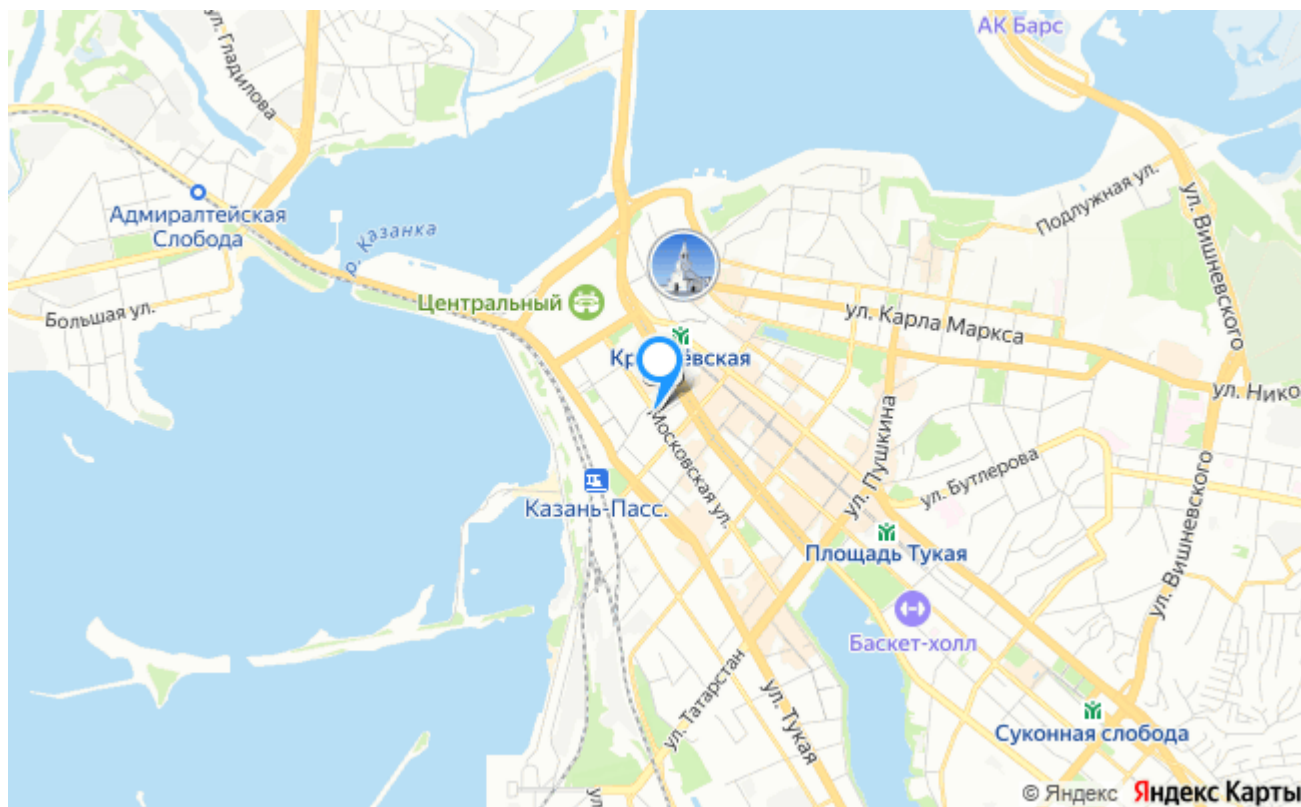 АК Барс
ул. Гладилова
Подлужная ул.
ул. Вишневского
Адмиралтейская
Слобода
р. Казанка
Центральный
Большая ул.
ул. Карла Маркса
ул. Нико
Московская ул.
ул. Пушкина
ул. Бутлерова
Казань-Пасс.
ул. Вишневского
Площадь Тукая
Баскет-холл
ул. Татарстан
ул. Тукая
Суконная слобода
ул.
© Яндекс Яндекс Карты